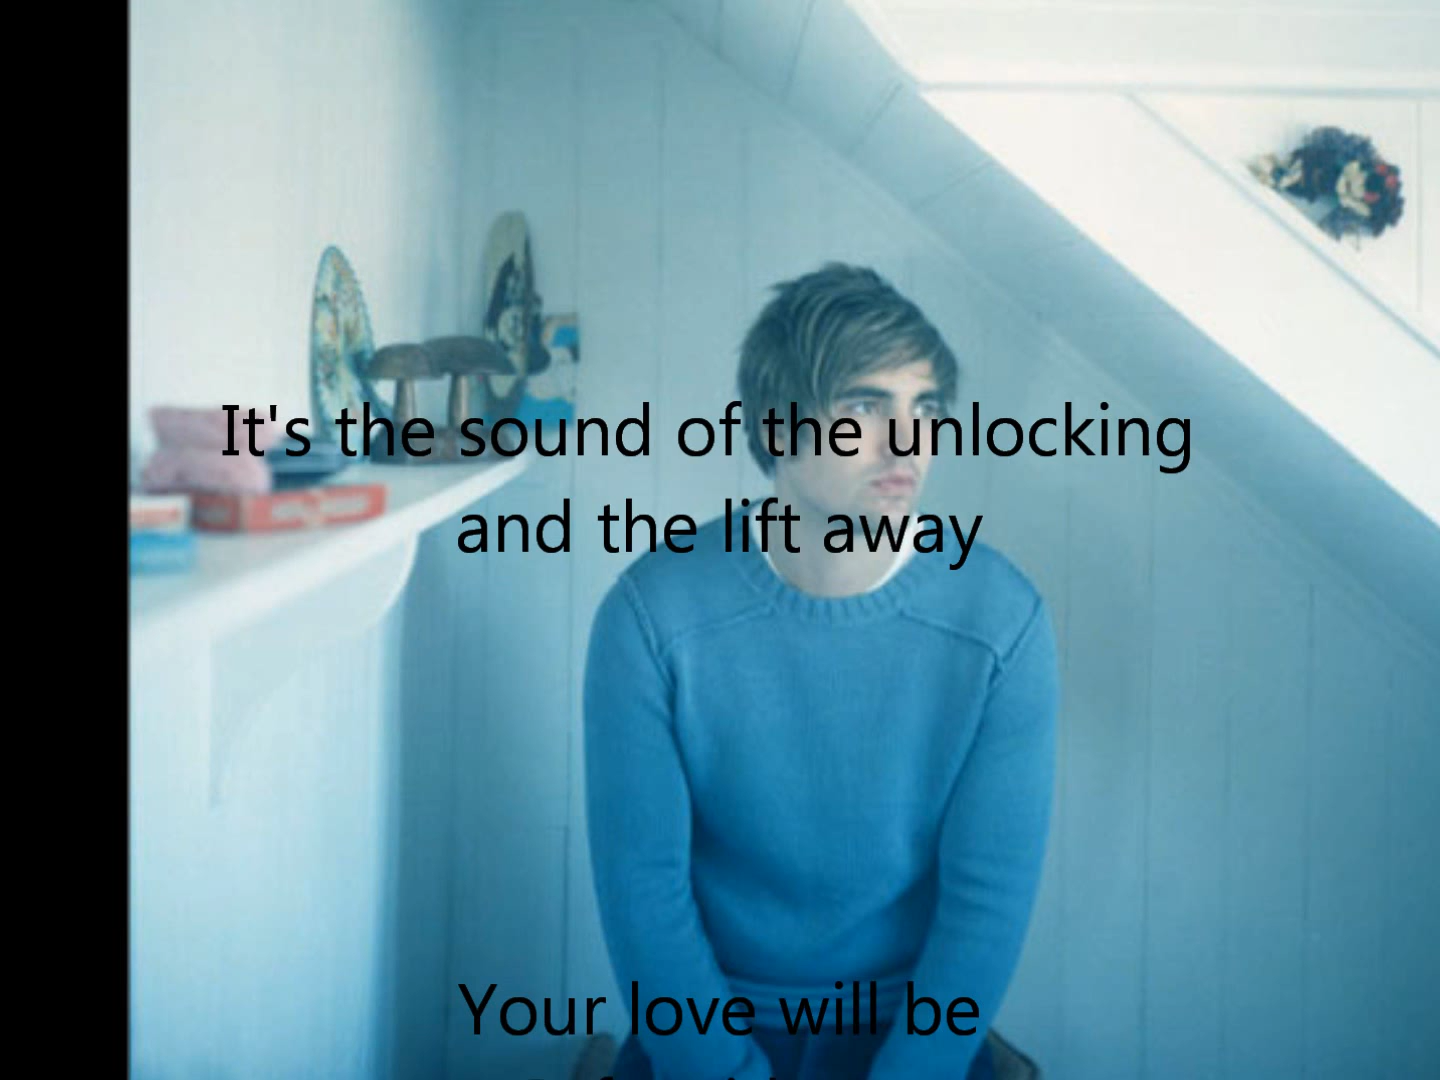 It's the sound of the unlocking
and the lift away
Your love will be